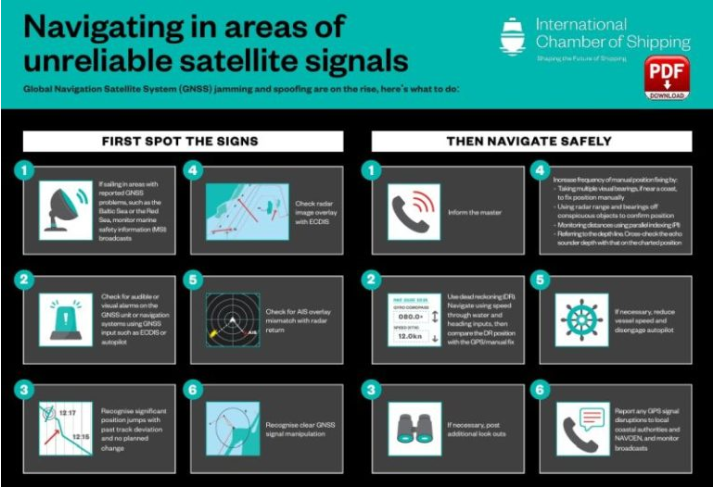 Navigating in areas of
unreliable satellite signals
Global Navigation Satellite System (GNSS) jamming and spoofing are on the rise, here's what to do:
International
Chamber of Shipping
Shaping the Future of Shipping
PDF
DOWNLOAD
FIRST SPOT THE SIGNS
1
If sailing in areas with
reported GNSS
problems, such as the
Baltic Sea or the Red
Sea, monitor marine
safety information (MSI)
broadcasts
4
Check radar
image overlay
with ECDIS
2
Check for audible or
visual alarms on the
GNSS unit or navigation
systems using GNSS
input such as ECDIS or
autopilot
5
AIS
Check for AIS overlay
mismatch with radar
return
3
12:17
12:15
Recognise significant
position jumps with
past track deviation
and no planned
change
6
Recognise clear GNSS
signal manipulation
THEN NAVIGATE SAFELY
1
Inform the master
4
Increase frequency of manual position fixing by:
- Taking multiple visual bearings, if near a coast,
to fix position manually
- Using radar range and bearings off
conspicuous objects to confirm position
- Monitoring distances using parallel indexing (PI)
- Referring to the depth line. Cross-check the echo
sounder depth with that on the charted position
2
080.0°
12.0kn
Use dead reckoning (DR).
Navigate using speed
through water and
heading inputs, then
compare the DR position
with the GPS/manual fix
5
If necessary, reduce
vessel speed and
disengage autopilot
3
If necessary, post
additional look outs
6
Report any GPS signal
disruptions to local
coastal authorities and
NAVCEN, and monitor
broadcasts